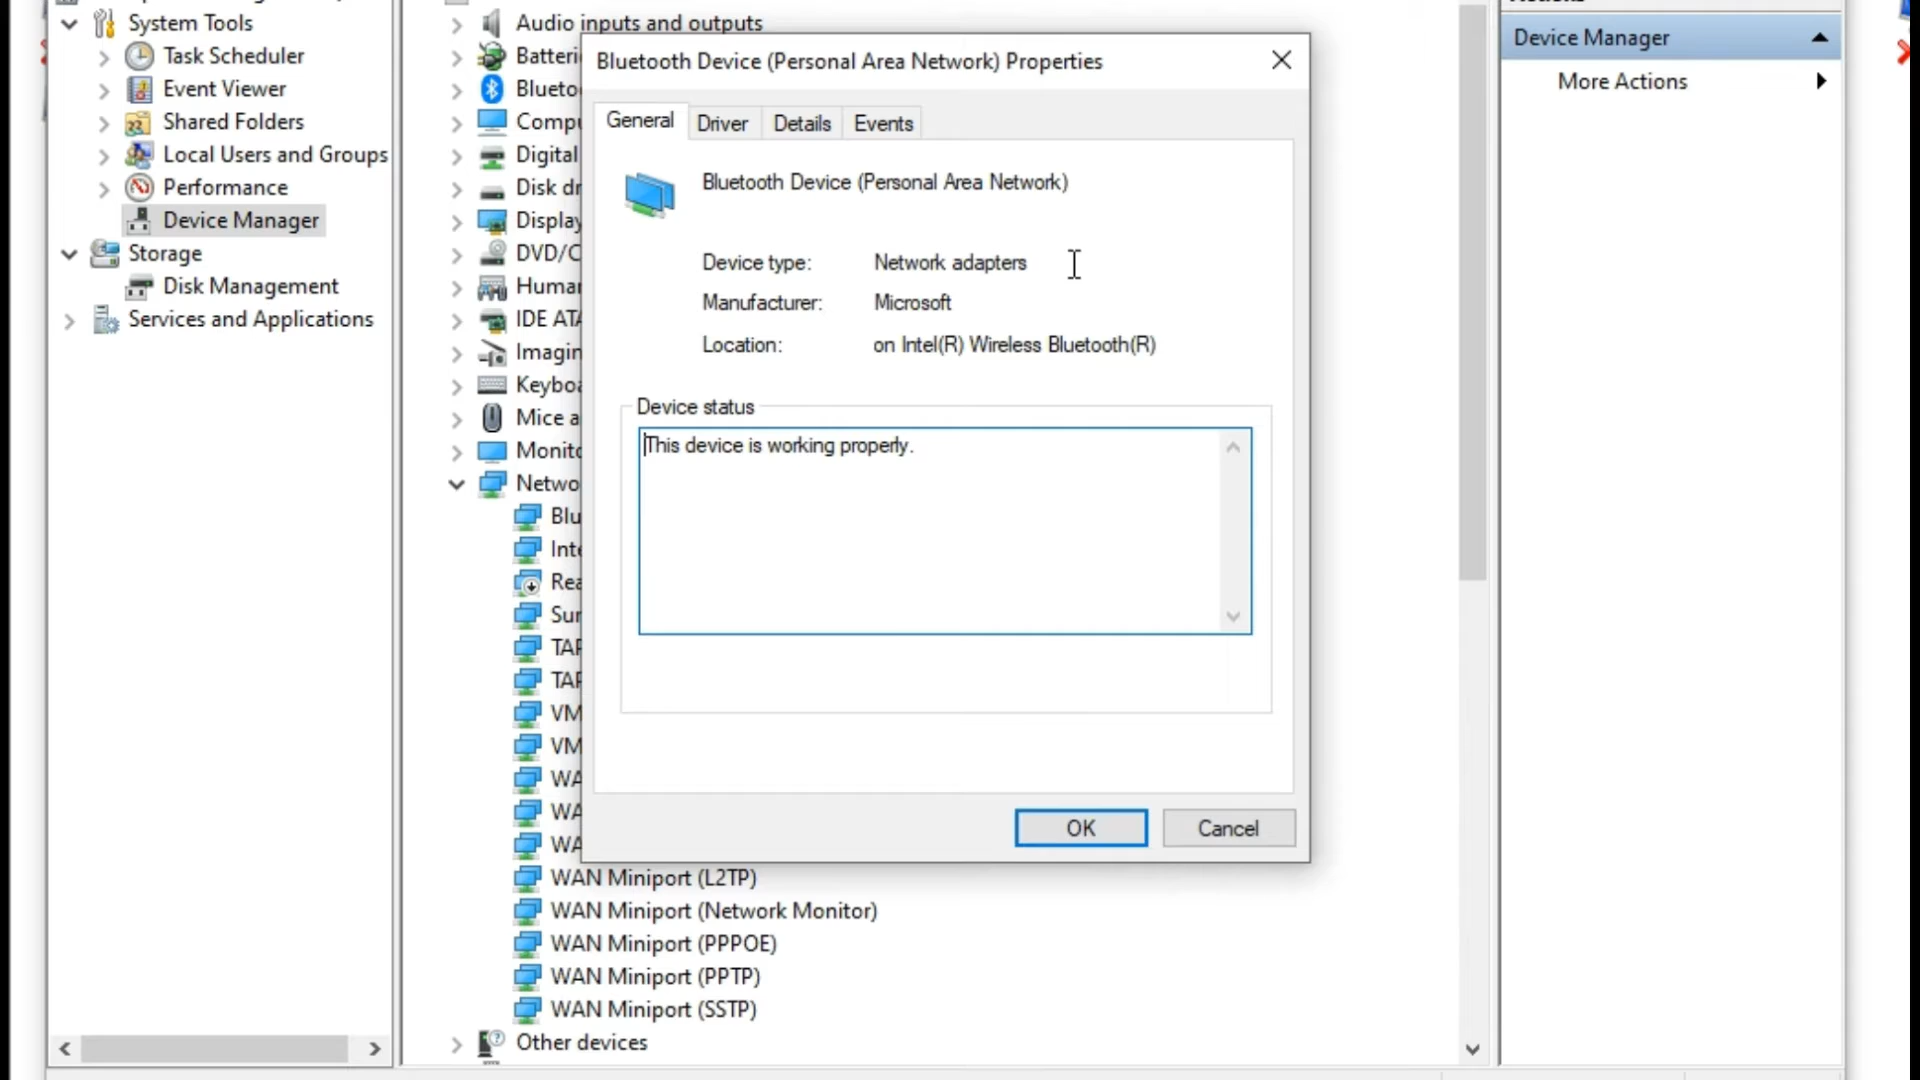 System Tools
Task Scheduler
Event Viewer
Shared Folders
Local Users and Groups
Performance
Device Manager
Storage
Disk Management
Services and Applications
Audio inputs and outputs
Batteri
Blueto
Compu
Digital
Disk dr
Display
DVD/C
Human
IDE ATA
Imagin
Keyboa
Mice a
Monito
Netwo
Blu
Inte
Rea
Sur
TAP
TAP
VM
VM
WA
WA
WA
WAN Miniport (L2TP)
WAN Miniport (Network Monitor)
WAN Miniport (PPPOE)
WAN Miniport (PPTP)
WAN Miniport (SSTP)
Other devices
Bluetooth Device (Personal Area Network) Properties
General Driver Details Events
Bluetooth Device (Personal Area Network)
Device type: Network adapters
Manufacturer: Microsoft
Location: on Intel(R) Wireless Bluetooth(R)
Device status
This device is working properly.
OK Cancel
Device Manager
More Actions